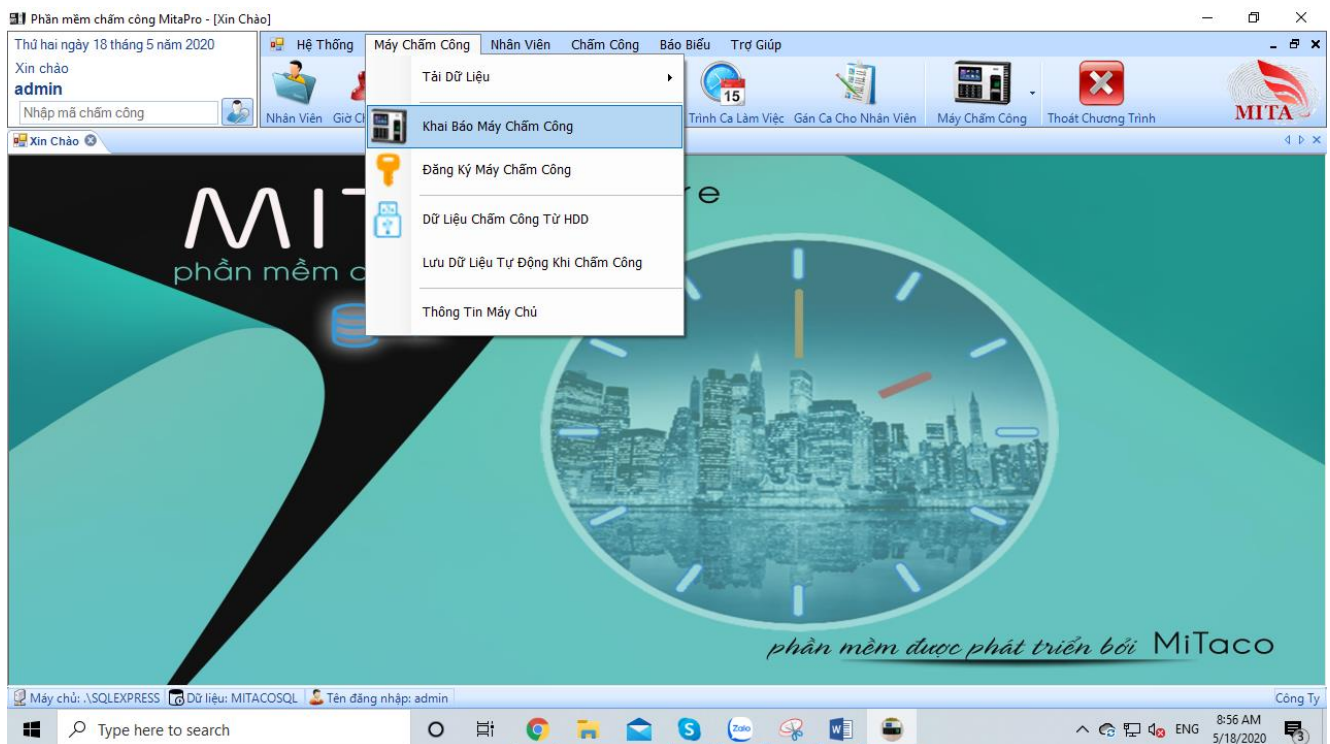 Phần mềm chấm công MitaPro - [Xin Chào]
Thứ hai ngày 18 tháng 5 năm 2020
Hệ Thống Máy Chấm Công Nhân Viên Chấm Công Báo Biểu Trợ Giúp
Xin chào
admin
Nhập mã chấm công
Nhân Viên Giờ
Trình Ca Làm Việc Gán Ca Cho Nhân Viên Máy Chấm Công Thoát Chương Trình
15
MITA
Xin Chào
Tải Dữ Liệu
Khai Báo Máy Chấm Công
Đăng Ký Máy Chấm Công
Dữ Liệu Chấm Công Từ HDD
Lưu Dữ Liệu Tự Động Khi Chấm Công
Thông Tin Máy Chủ
phần mềm
phần mềm được phát triển bởi MiTaco
Máy chủ: .\SQLEXPRESS Dữ liệu: MITACOSQL Tên đăng nhập: admin Công Ty
Type here to search
Zalo
ENG
8:56 AM
5/18/2020
3